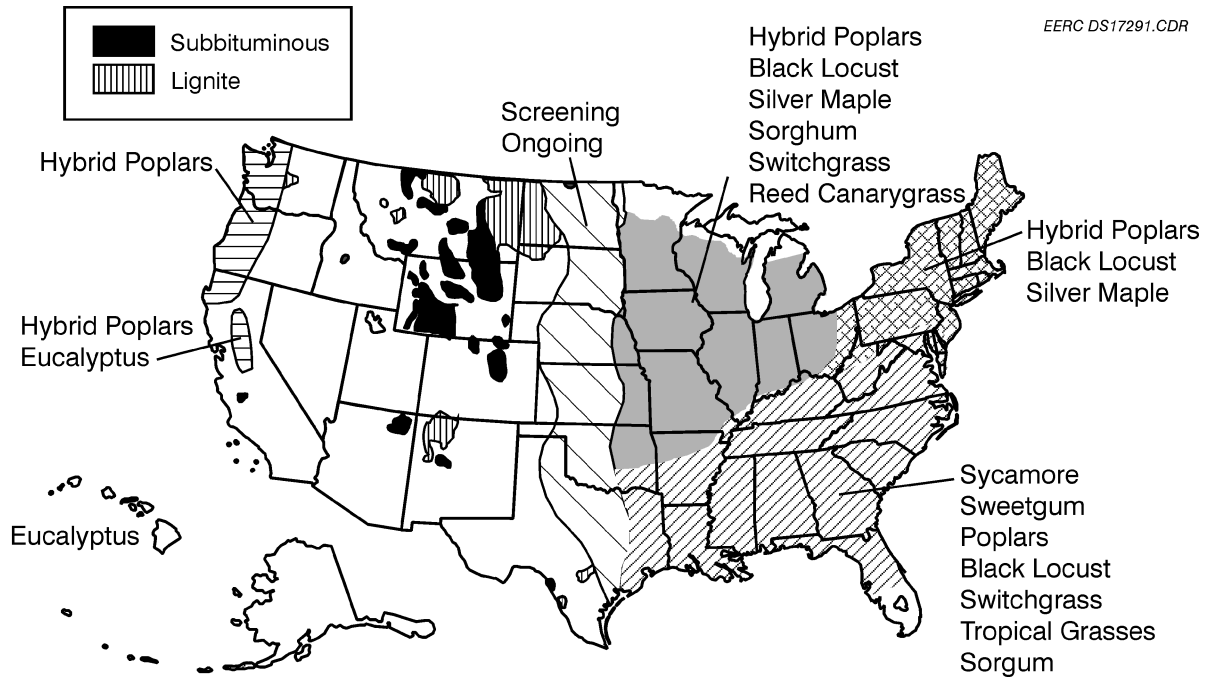 Subbituminous
Lignite
EERC DS17291.CDR
Hybrid Poplars
Black Locust
Silver Maple
Sorghum
Switchgrass
Reed Canarygrass
Screening
Ongoing
Hybrid Poplars
Hybrid Poplars
Black Locust
Silver Maple
Hybrid Poplars
Eucalyptus
Eucalyptus
Sycamore
Sweetgum
Poplars
Black Locust
Switchgrass
Tropical Grasses
Sorgum